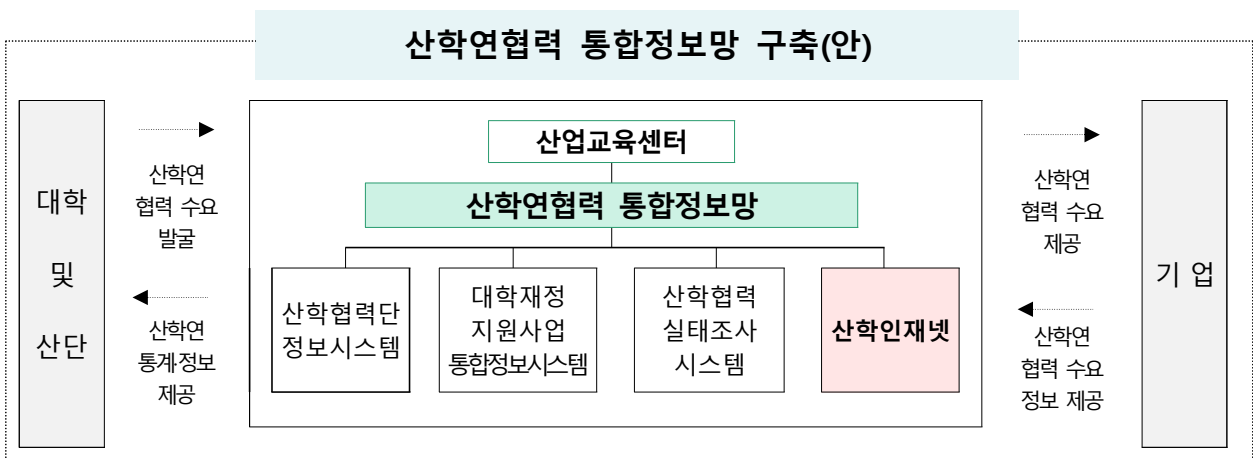 산학연협력 통합정보망 구축(안)
대학
및
산단
산학연
협력 수요
발굴
산학연
통계정보
제공
산업교육센터
산학연협력 통합정보망
산학협력단
정보시스템
대학재정
지원사업
통합정보시스템
산학협력
실태조사
시스템
산학인재넷
산학연
협력 수요
제공
산학연
협력 수요
정보 제공
기 업